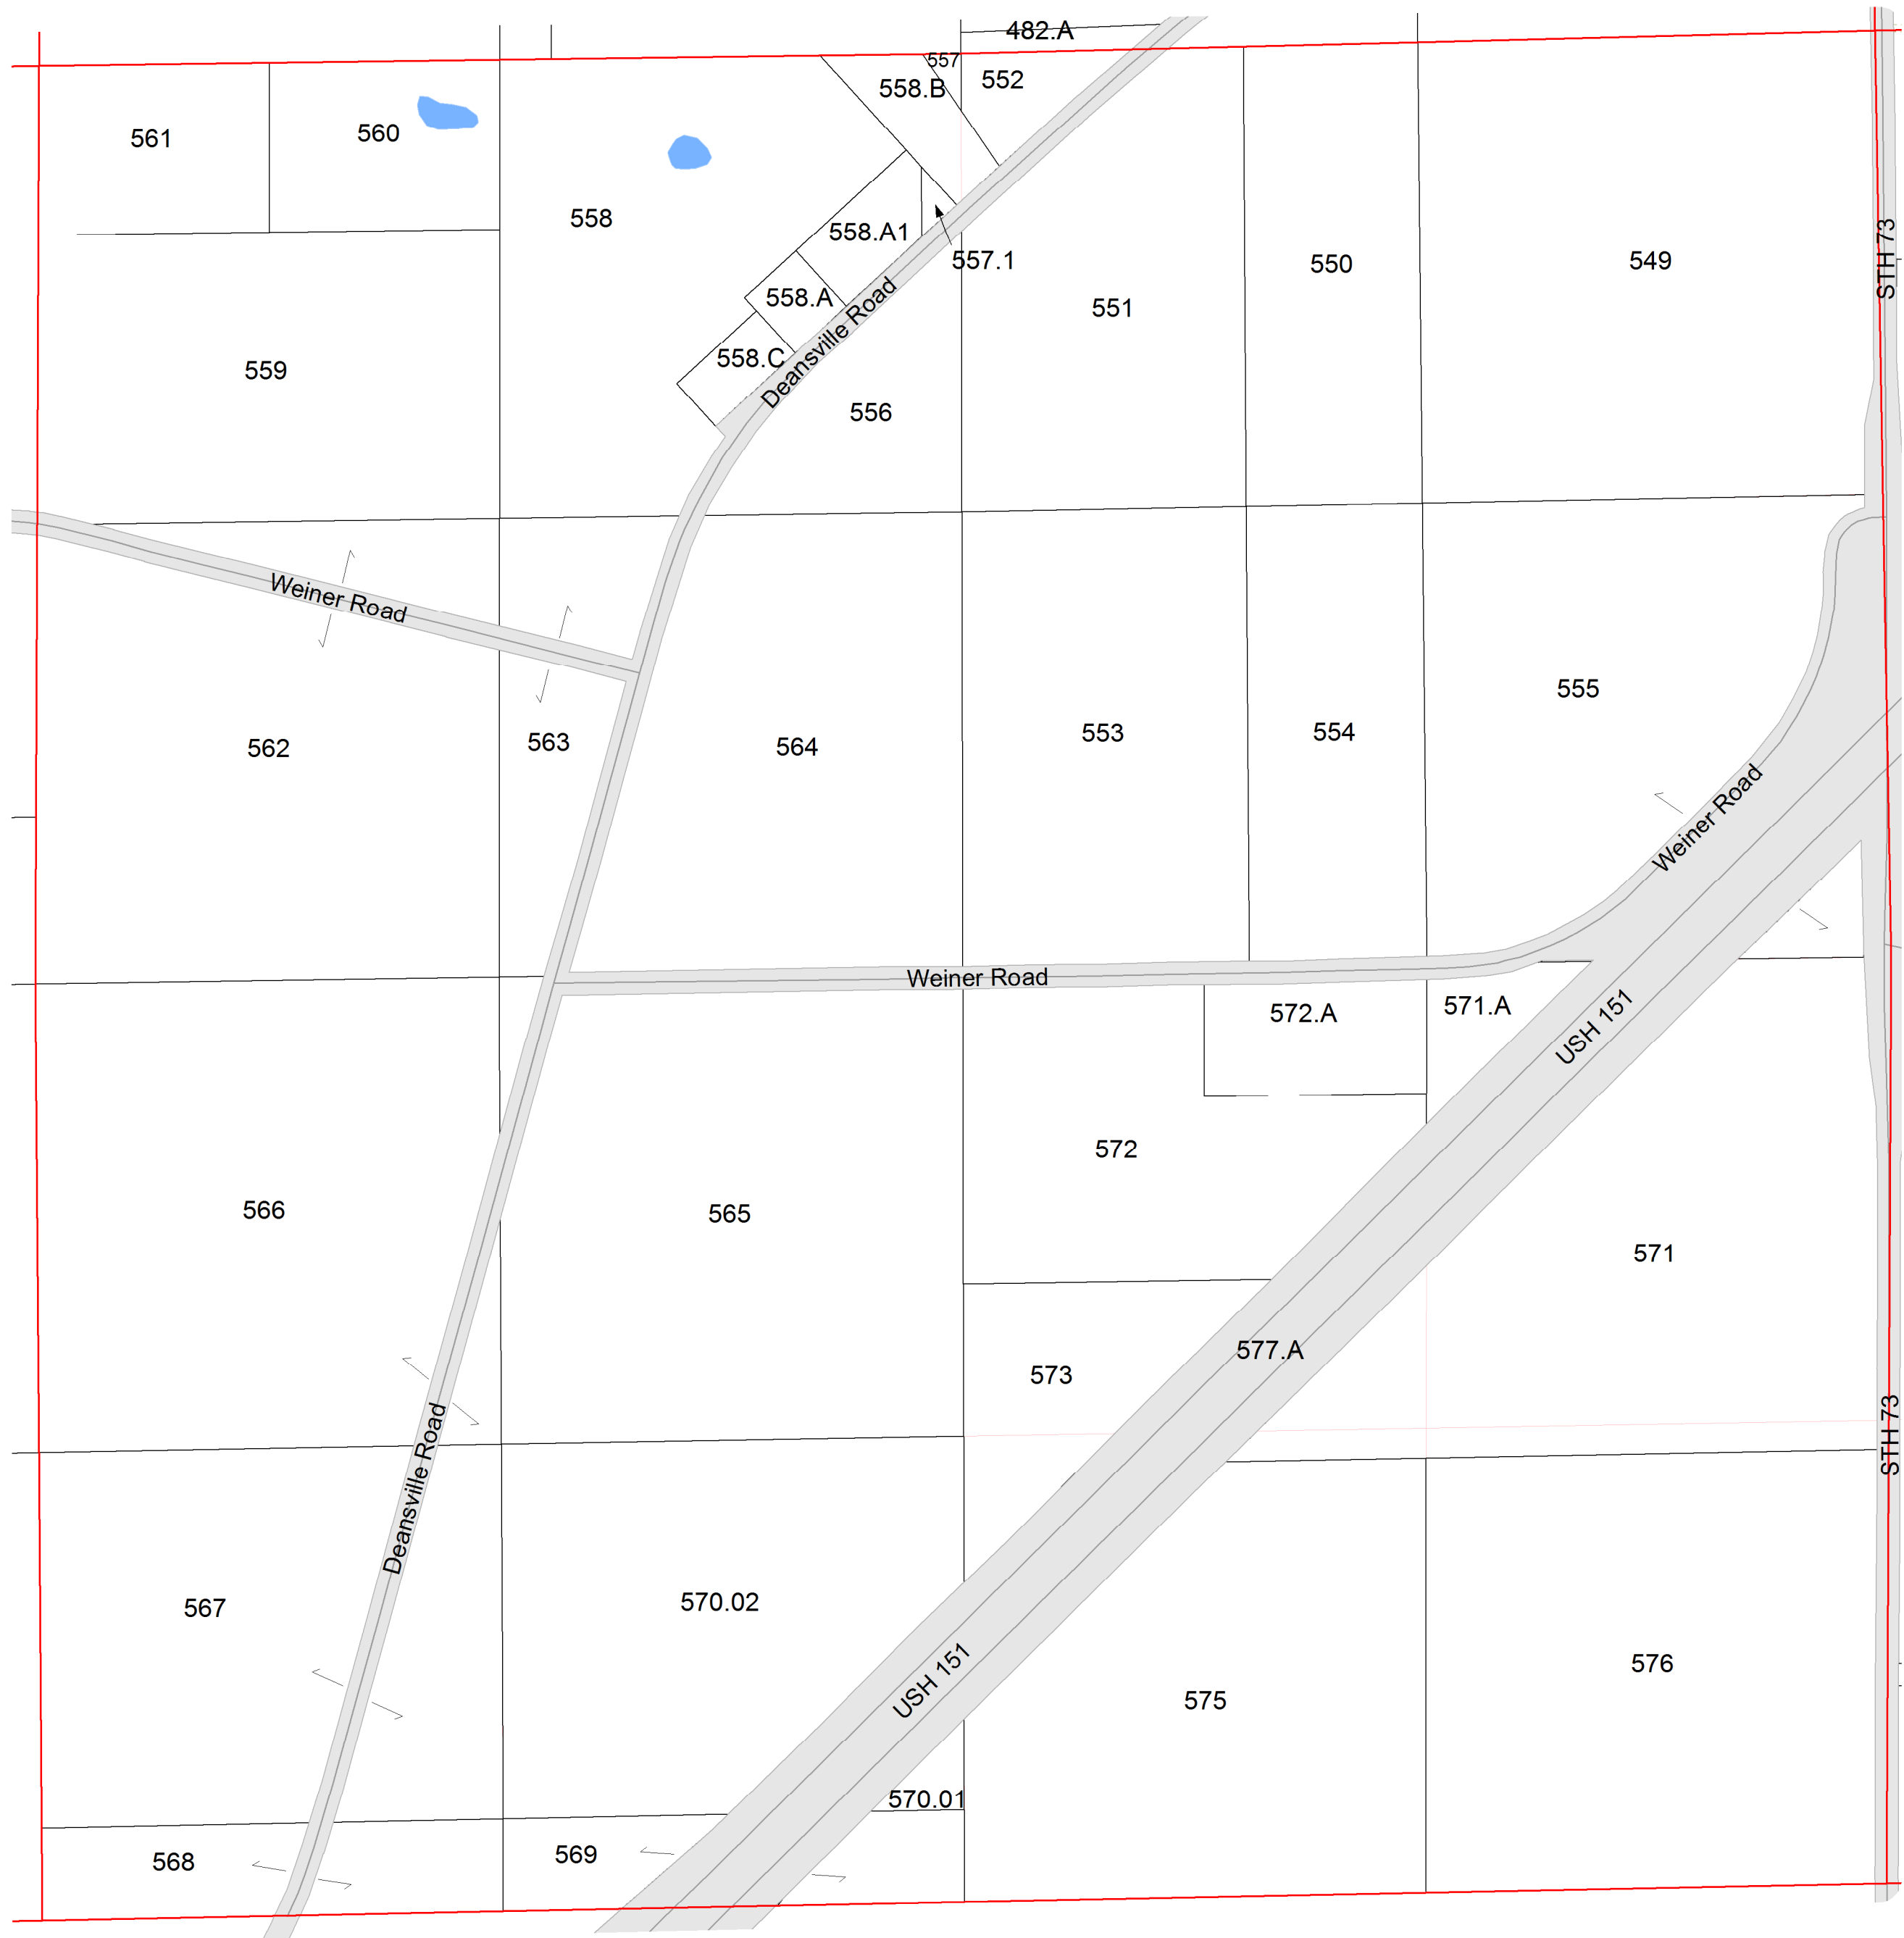 482.A
557
552
558.B
561
560
558
558.A1
557.1
STH 73
550
549
558.A
551
Deansville Road
558.C
559
556
Weiner Road
555
562
563
564
553
554
Weiner Road
Weiner Road
572.A
571.A
USH 151
572
566
565
571
577.A
573
STH 73
Deansville Road
567
570.02
USH 151
575
576
570.01
568
569